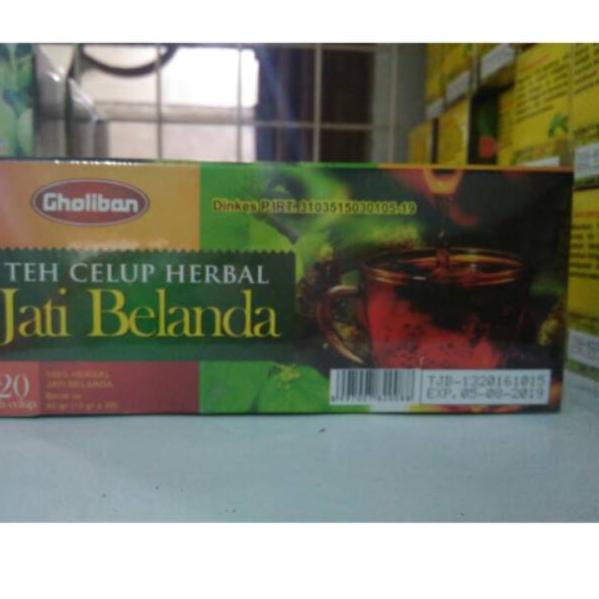 Gholiban
Dinkes P.IRT. 3103515030105-19
TEH CELUP HERBAL
Jati Belanda
20
100% HERBAL
JATI BELANDA
TJB-1320161015
EXP. 05-08-2019